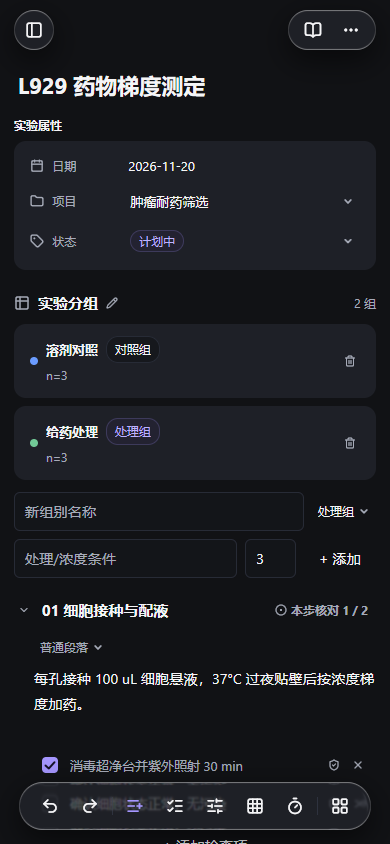 L929 药物梯度测定
实验属性
日期 2026-11-20
项目 肿瘤耐药筛选
状态 计划中
实验分组 2 组
溶剂对照 对照组
n=3
给药处理 处理组
n=3
新组别名称 处理组
处理/浓度条件 3 + 添加
01 细胞接种与配液 本步核对 1 / 2
普通段落
每孔接种 100 uL 细胞悬液，37°C 过夜贴壁后按浓度梯
度加药。
消毒超净台并紫外照射 30 min
+ 添加检查项